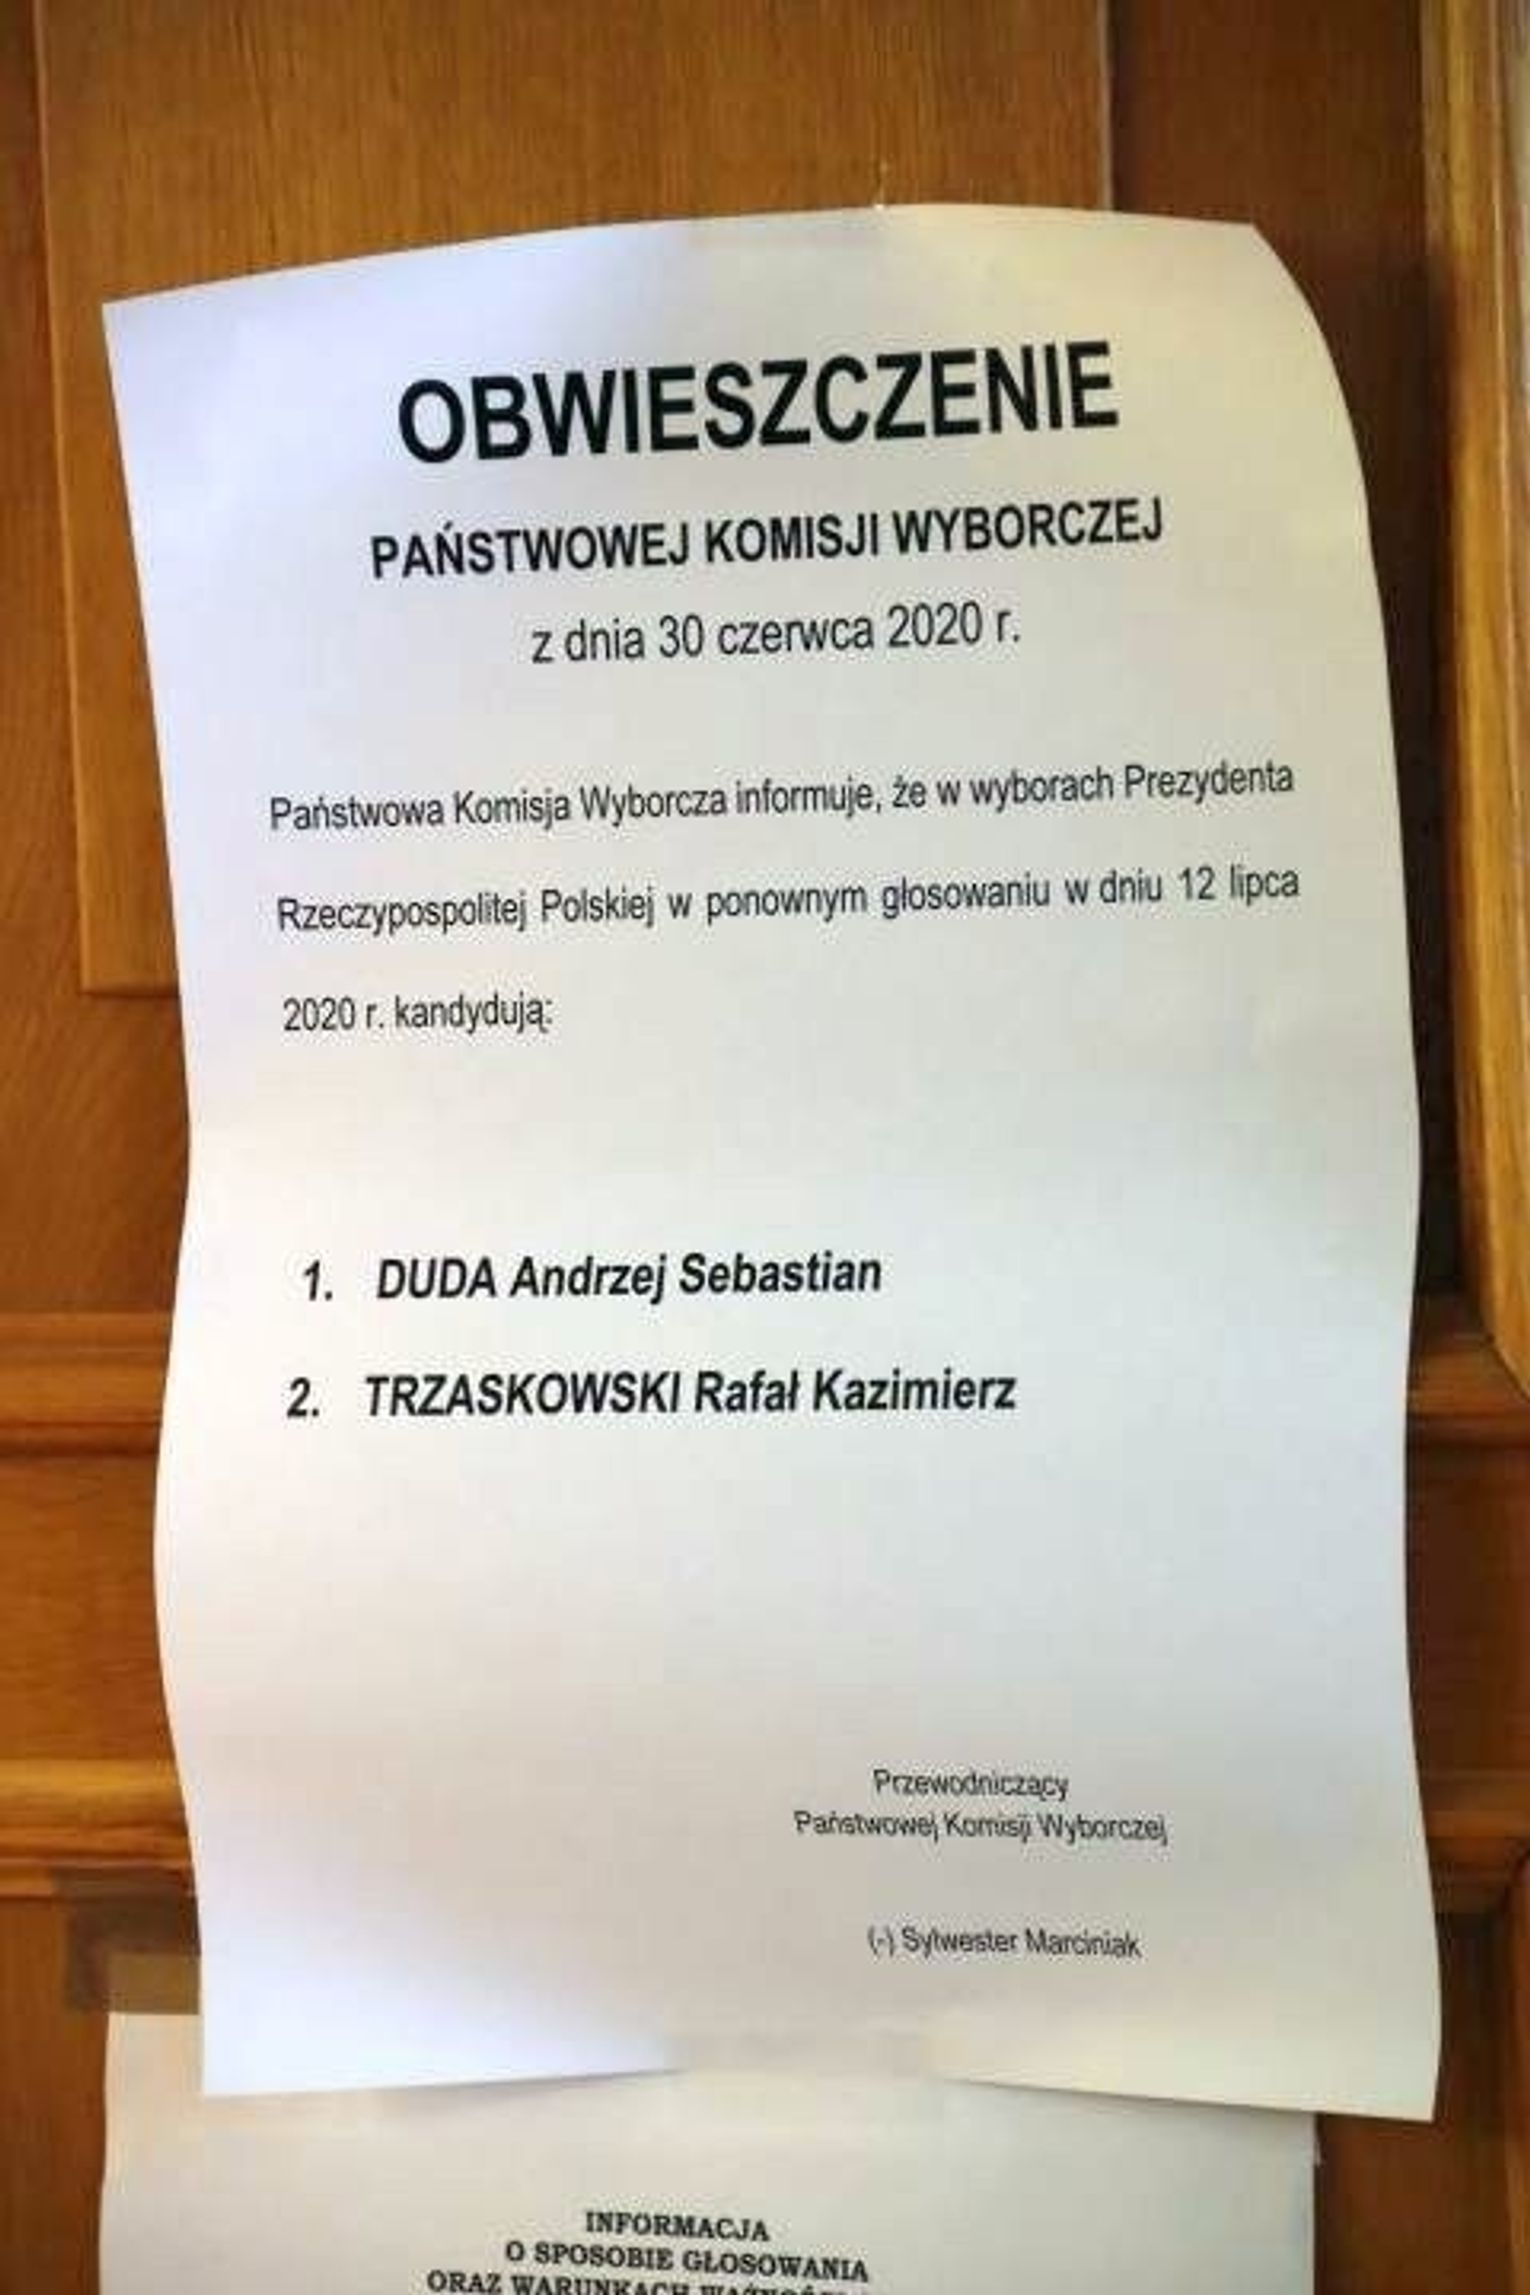 OBWIESZCZENIE
PAŃSTWOWEJ KOMISJI WYBORCZEJ
z dnia 30 czerwca 2020 r.
Państwowa Komisja Wyborcza informuje, że w wyborach Prezydenta
Rzeczypospolitej Polskiej w ponownym głosowaniu w dniu 12 lipca
2020 r. kandydują:
1. DUDA Andrzej Sebastian
2. TRZASKOWSKI Rafał Kazimierz
Przewodniczący
Państwowej Komisji Wyborczej
(-) Sylwester Marciniak
INFORMACJA
O SPOSOBIE GŁOSOWANIA
ORAZ WARUNKACH